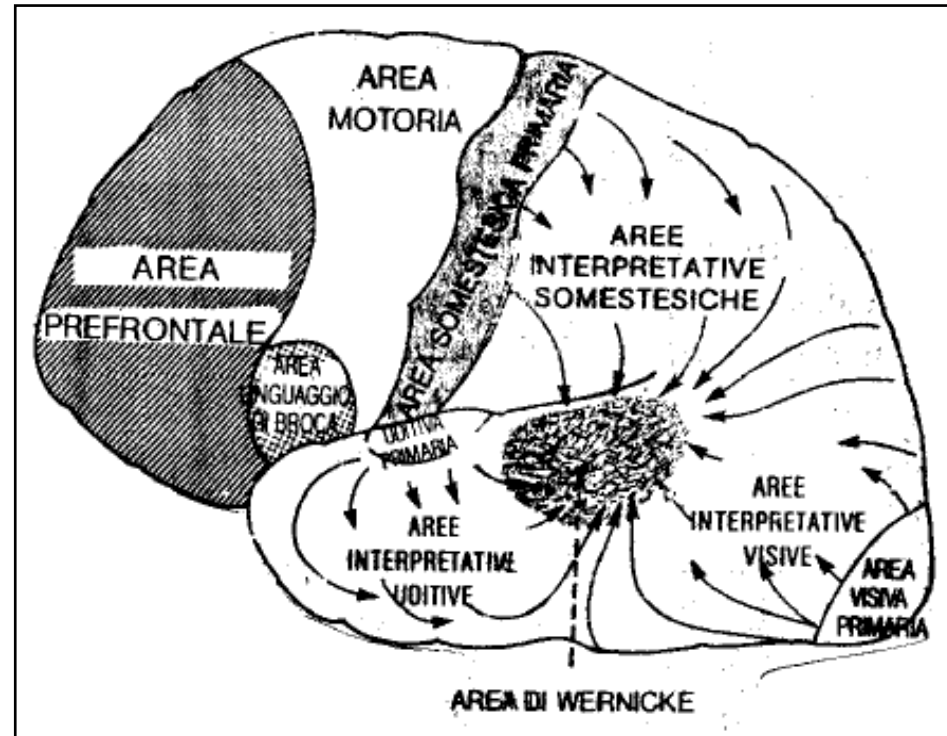 AREA
MOTORIA
AREA SOMESTESICA PRIMARIA
AREA
PREFRONTALE
AREE
INTERPRETATIVE
SOMESTESICHE
AREA
LINGUAGGIO
DI BROCA
UDITIVA
PRIMARIA
AREE
INTERPRETATIVE
UDITIVE
AREE
INTERPRETATIVE
VISIVE
AREA
VISIVA
PRIMARIA
AREA DI WERNICKE